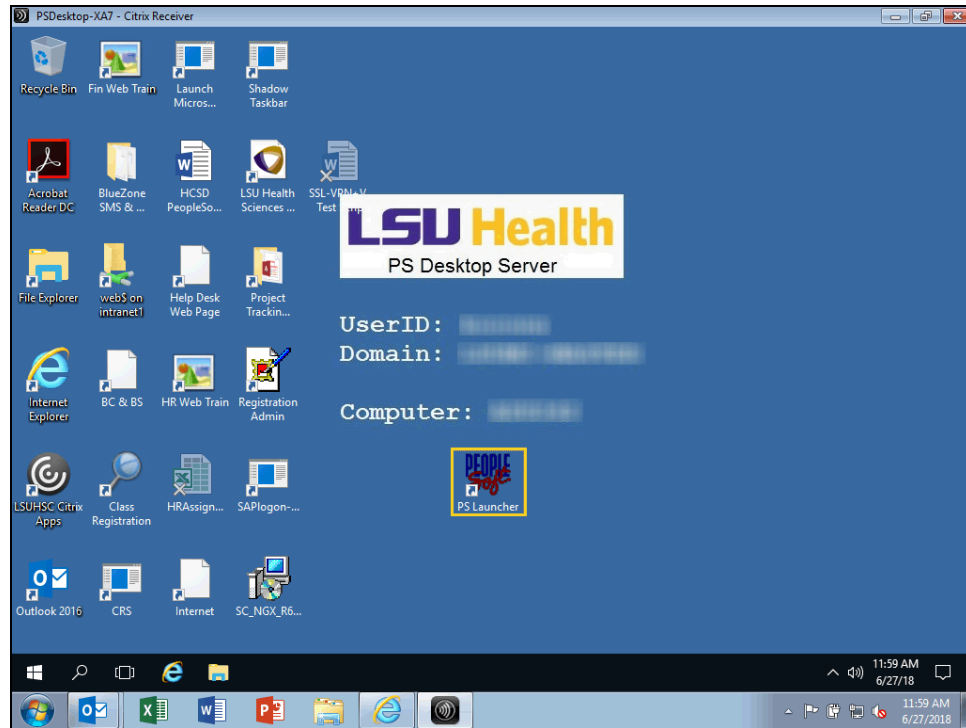 PSDesktop-XA7 - Citrix Receiver
Recycle Bin
Fin Web Train
Launch
Micros...
Shadow
Taskbar
Acrobat
Reader DC
BlueZone
SMS & ...
HCSD
PeopleSo...
LSU Health
Sciences ...
SSL-VPN+V
Test
LSU Health
PS Desktop Server
File Explorer
web$ on
intranet1
Help Desk
Web Page
Project
Trackin...
UserID:
Domain:
Internet
Explorer
BC & BS
HR Web Train
Registration
Admin
Computer:
LSUHSC Citrix
Apps
Class
Registration
HRAssign...
SAPlogon-...
PEOPLE
Soft
PS Launcher
Outlook 2016
CRS
Internet
SC_NGX_R6...
11:59 AM
6/27/18
11:59 AM
6/27/2018